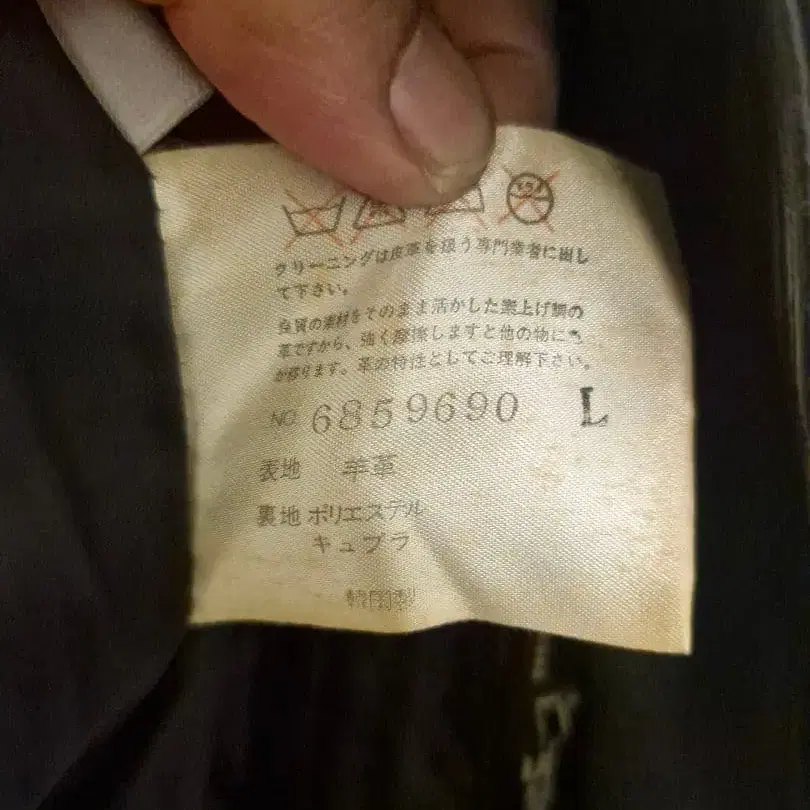 クリーニングは皮革を扱う専門業者に出し
て下さい。
良質の素材をそのまま活かした素上げ調の
革ですから、強く摩擦しますと他の物に色
が移ります。革の特性としてご理解下さい。
NO. 6859690 L
表地 羊革
裏地 ポリエステル
キュプラ
韓国製